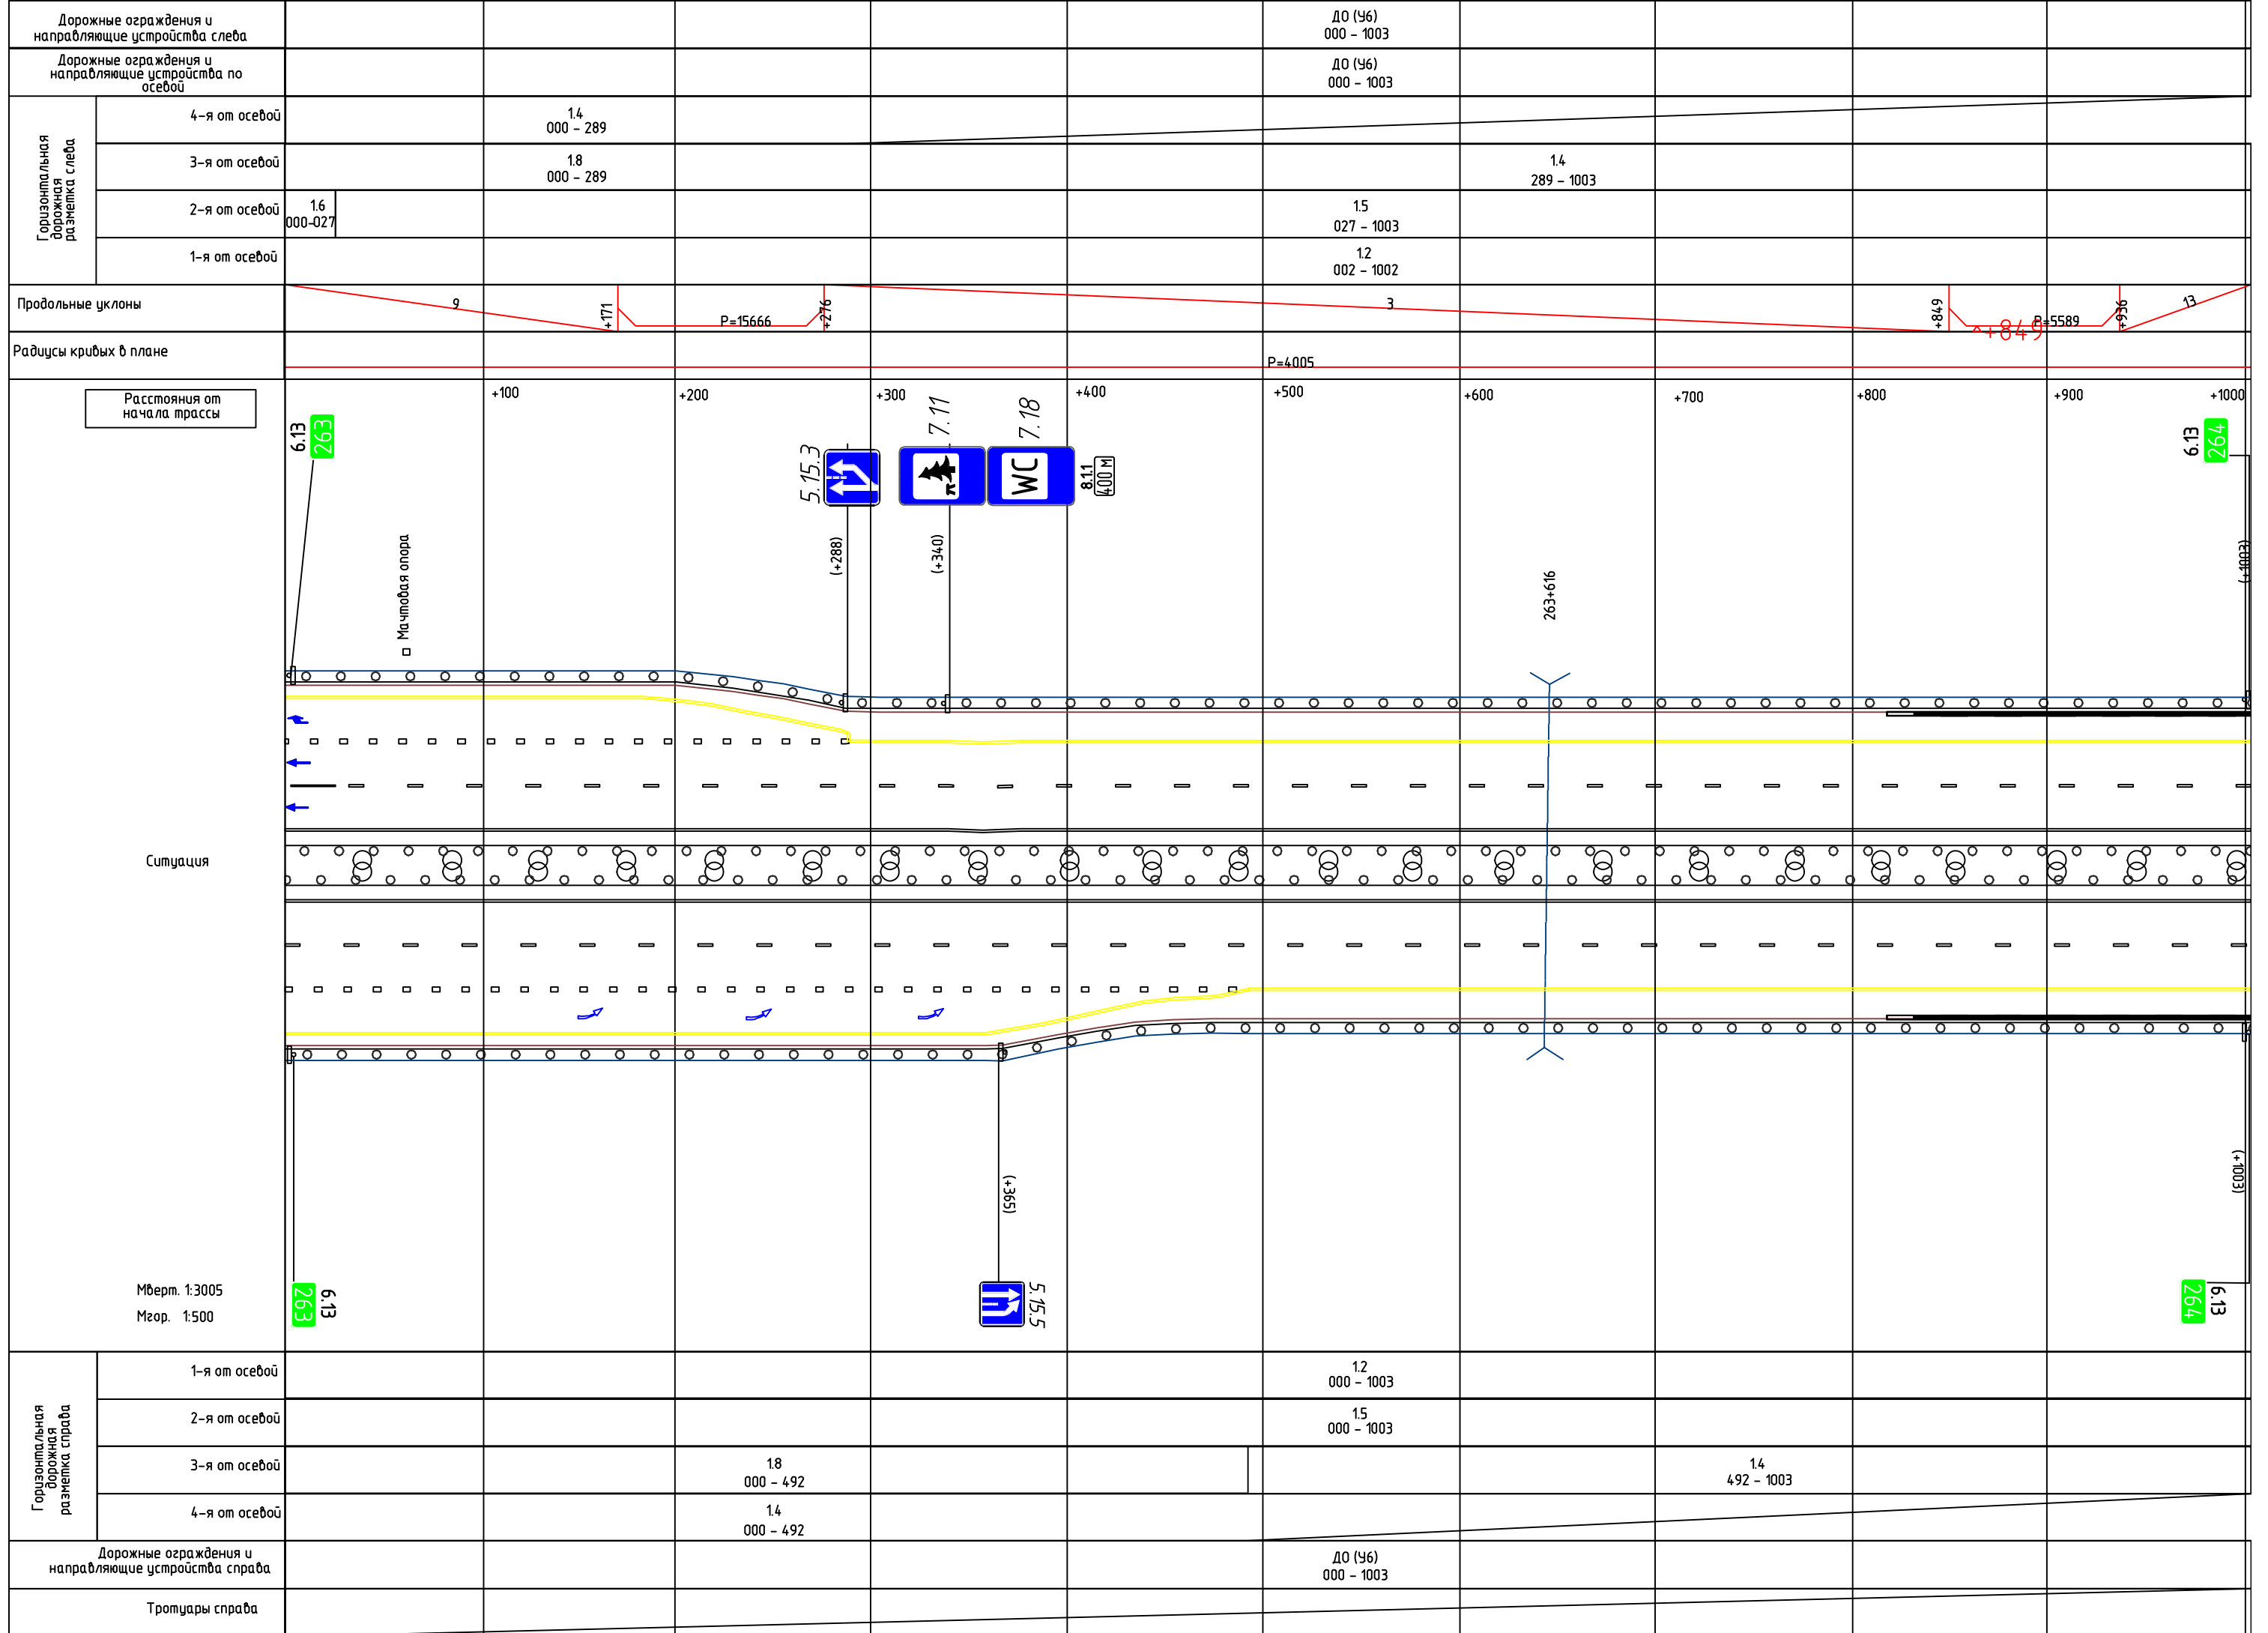 Дорожные ограждения и
направляющие устройства слева
ДО (У6)
000 - 1003
Дорожные ограждения и
направляющие устройства по
осевой
ДО (У6)
000 - 1003
Горизонтальная
дорожная
разметка слева
4-я от осевой
1.4
000 - 289
3-я от осевой
1.8
000 - 289
1.4
289 - 1003
2-я от осевой
1.6
000-027
1.5
027 - 1003
1-я от осевой
1.2
002 - 1002
Продольные уклоны
9
+171
Р=15666
+276
3
+849
^+849
Р=5589
+936
13
Радиусы кривых в плане
Р=4005
Расстояния от
начала трассы
+100
+200
+300
+400
+500
+600
+700
+800
+900
+1000
6.13
263
5.15.3
7.11
7.18
WC
8.1.1
400 м
6.13
264
Мачтовая опора
(+288)
(+340)
263+616
(+1003)
Ситуация
(+365)
(+1003)
Мверт. 1:3005
Мгор. 1:500
263
6.13
5.15.5
264
6.13
Горизонтальная
дорожная
разметка справа
1-я от осевой
1.2
000 - 1003
2-я от осевой
1.5
000 - 1003
3-я от осевой
1.8
000 - 492
1.4
492 - 1003
4-я от осевой
1.4
000 - 492
Дорожные ограждения и
направляющие устройства справа
ДО (У6)
000 - 1003
Тротуары справа